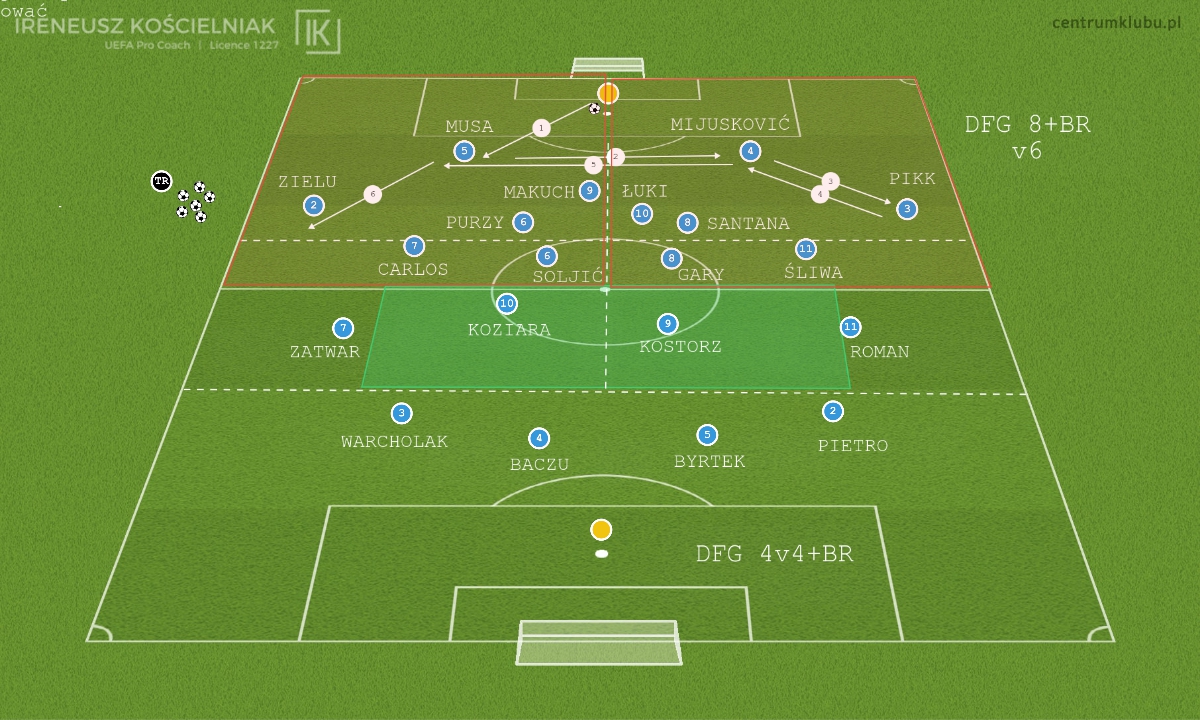 ować
IRENEUSZ KOŚCIELNIAK
IK
UEFA Pro Coach | Licence 1227
centrumklubu.pl
DFG 8+BR
v6
MUSA
MIJUSKOVIĆ
1
5
4
2
5
TR
ZIELU
PIKK
3
6
4
MAKUCH
9
ŁUKI
2
3
PURZY
6
10
8
SANTANA
7
6
8
11
CARLOS
SOLJIĆ
GARY
ŚLIWA
10
KOZIARA
9
KOSTORZ
7
11
ZATWAR
ROMAN
3
2
WARCHOLAK
PIETRO
4
5
BACZU
BYRTEK
DFG 4v4+BR